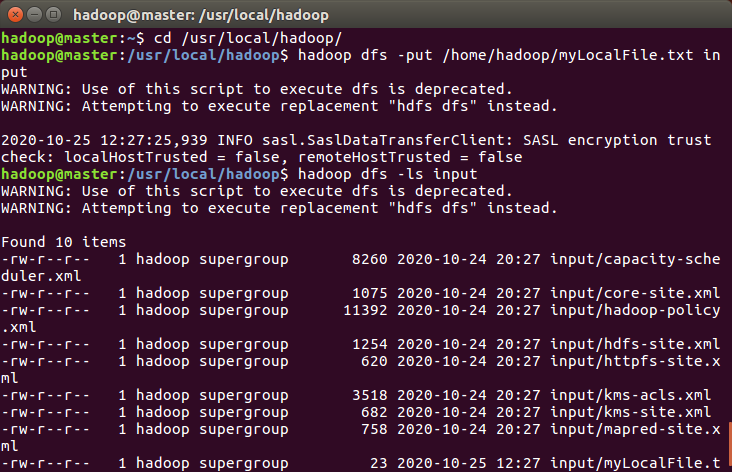 hadoop@master: /usr/local/hadoop
hadoop@master:~$ cd /usr/local/hadoop/
hadoop@master:/usr/local/hadoop$ hadoop dfs -put /home/hadoop/myLocalFile.txt in
put
WARNING: Use of this script to execute dfs is deprecated.
WARNING: Attempting to execute replacement "hdfs dfs" instead.
2020-10-25 12:27:25,939 INFO sasl.SaslDataTransferClient: SASL encryption trust
check: localHostTrusted = false, remoteHostTrusted = false
hadoop@master:/usr/local/hadoop$ hadoop dfs -ls input
WARNING: Use of this script to execute dfs is deprecated.
WARNING: Attempting to execute replacement "hdfs dfs" instead.
Found 10 items
-rw-r--r--   1 hadoop supergroup       8260 2020-10-24 20:27 input/capacity-sche
duler.xml
-rw-r--r--   1 hadoop supergroup       1075 2020-10-24 20:27 input/core-site.xml
-rw-r--r--   1 hadoop supergroup      11392 2020-10-24 20:27 input/hadoop-policy
.xml
-rw-r--r--   1 hadoop supergroup       1254 2020-10-24 20:27 input/hdfs-site.xml
-rw-r--r--   1 hadoop supergroup        620 2020-10-24 20:27 input/httpfs-site.x
ml
-rw-r--r--   1 hadoop supergroup       3518 2020-10-24 20:27 input/kms-acls.xml
-rw-r--r--   1 hadoop supergroup        682 2020-10-24 20:27 input/kms-site.xml
-rw-r--r--   1 hadoop supergroup        758 2020-10-24 20:27 input/mapred-site.x
ml
-rw-r--r--   1 hadoop supergroup         23 2020-10-25 12:27 input/myLocalFile.t